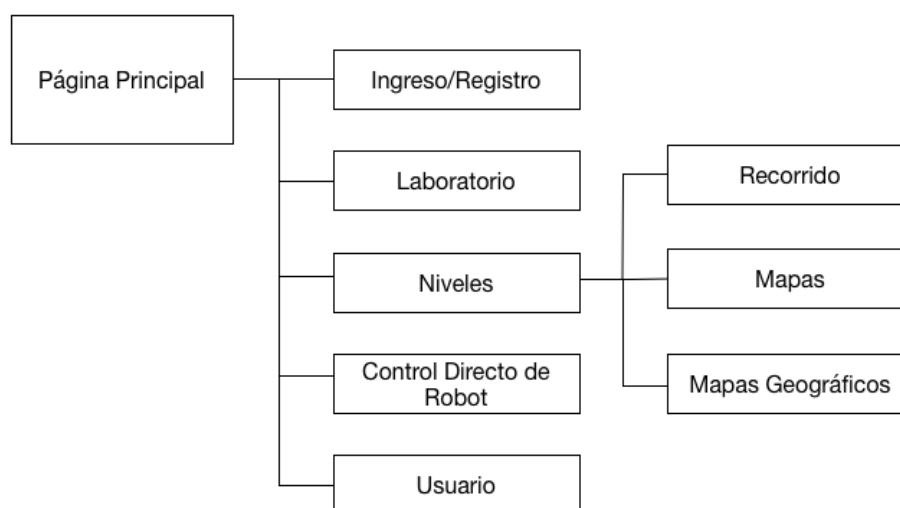 Página Principal
Ingreso/Registro
Laboratorio
Niveles
Control Directo de
Robot
Usuario
Recorrido
Mapas
Mapas Geográficos